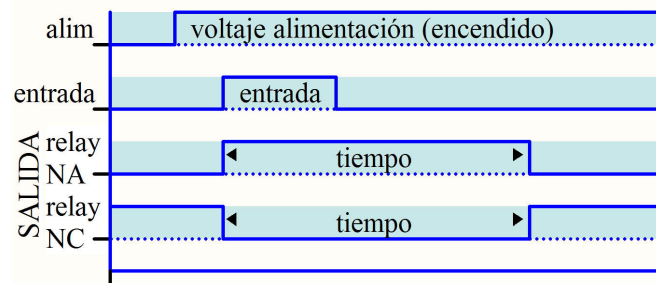 alim
voltaje alimentación (encendido)
entrada
entrada
SALIDA
relay
NA
tiempo
relay
NC
tiempo